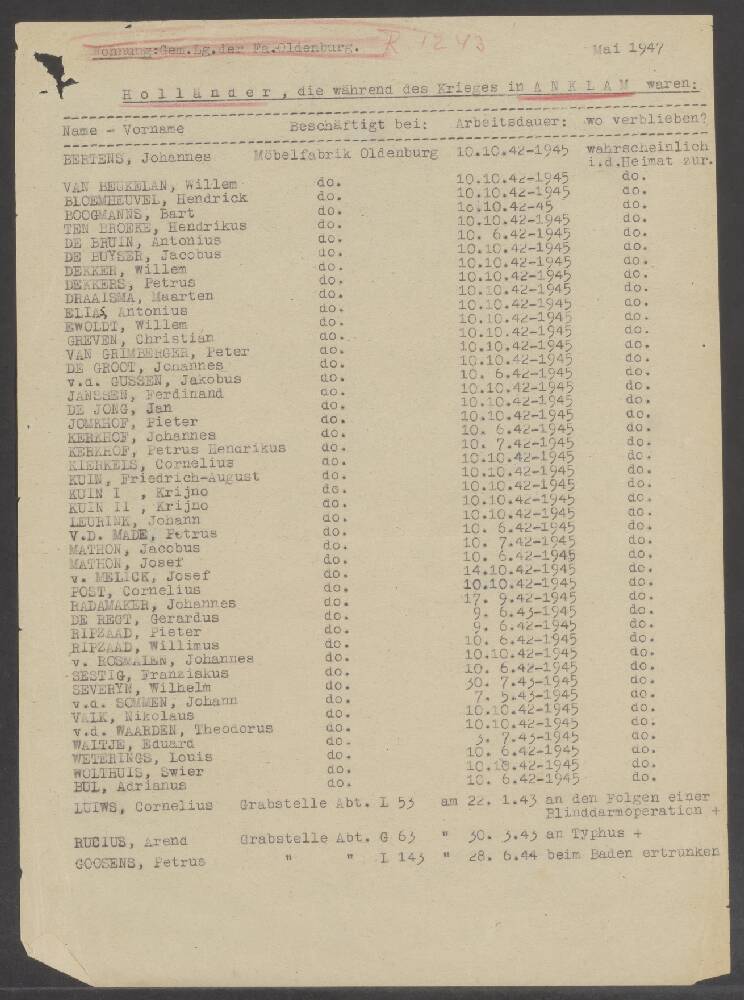 Wohnung: Gem.Lg.der Fa.Oldenburg. R 1243
Mai 1947
Holländer, die während des Krieges in ANKLAM waren:
Name - Vorname Beschäftigt bei: Arbeitsdauer: wo verblieben?
BERTENS, Johannes Möbelfabrik Oldenburg 10.10.42-1945 wahrscheinlich
i.d.Heimat zur.
VAN BEUKELAN, Willem do. 10.10.42-1945 do.
BLOEMHEUVEL, Hendrick do. 10.10.42-1945 do.
BOOGMANNS, Bart do. 10.10.42-45 do.
TEN BROEKE, Hendrikus do. 10.10.42-1945 do.
DE BRUIN, Antonius do. 10. 6.42-1945 do.
DE BUYSER, Jacobus do. 10.10.42-1945 do.
DEKKER, Willem do. 10.10.42-1945 do.
DEKKERS, Petrus do. 10.10.42-1945 do.
DRAAISMA, Maarten do. 10.10.42-1945 do.
ELIAS, Antonius do. 10.10.42-1945 do.
EWOLDT, Willem do. 10.10.42-1945 do.
GREVEN, Christian do. 10.10.42-1945 do.
VAN GRIMBERGER, Peter do. 10.10.42-1945 do.
DE GROOT, Johannes do. 10.10.42-1945 do.
v.d. GUSSEN, Jakobus do. 10. 6.42-1945 do.
JANSSEN, Ferdinand do. 10.10.42-1945 do.
DE JONG, Jan do. 10.10.42-1945 do.
JOMKHOF, Pieter do. 10.10.42-1945 do.
KERKHOF, Johannes do. 10. 6.42-1945 do.
KERKHOF, Petrus Hendrikus do. 10. 7.42-1945 do.
KIERKELS, Cornelius do. 10.10.42-1945 do.
KUIN, Friedrich-August do. 10.10.42-1945 do.
KUIN I , Krijno do. 10.10.42-1945 do.
KUIN II , Krijno do. 10.10.42-1945 do.
LEURINK, Johann do. 10.10.42-1945 do.
V.D. MADE, Petrus do. 10. 6.42-1945 do.
MATHON, Jacobus do. 10. 7.42-1945 do.
MATHON, Josef do. 10. 6.42-1945 do.
v. MELICK, Josef do. 14.10.42-1945 do.
POST, Cornelius do. 10.10.42-1945 do.
RADAMAKER, Johannes do. 17. 9.42-1945 do.
DE REGT, Gerardus do. 9. 6.43-1945 do.
RIPZAAD, Pieter do. 9. 6.42-1945 do.
RIPZAAD, Willimus do. 10. 6.42-1945 do.
v. ROSMALEN, Johannes do. 10.10.42-1945 do.
SESTIG, Franziskus do. 10. 6.42-1945 do.
SEVERYN, Wilhelm do. 30. 7.43-1945 do.
v.d. SOMMEN, Johann do. 7. 5.43-1945 do.
VALK, Nikolaus do. 10.10.42-1945 do.
v.d. WAARDEN, Theodorus do. 10.10.42-1945 do.
WALTJE, Eduard do. 3. 7.43-1945 do.
WETERINGS, Louis do. 10. 6.42-1945 do.
WOLTHUIS, Swier do. 10.10.42-1945 do.
BUL, Adrianus do. 10. 6.42-1945 do.
LUIWS, Cornelius Grabstelle Abt. L 53 am 22. 1.43 an den Folgen einer
Blinddarmoperation +
RUCIUS, Arend Grabstelle Abt. G 63 " 30. 3.43 an Typhus +
GOOSENS, Petrus " " I 143 " 28. 6.44 beim Baden ertrunken